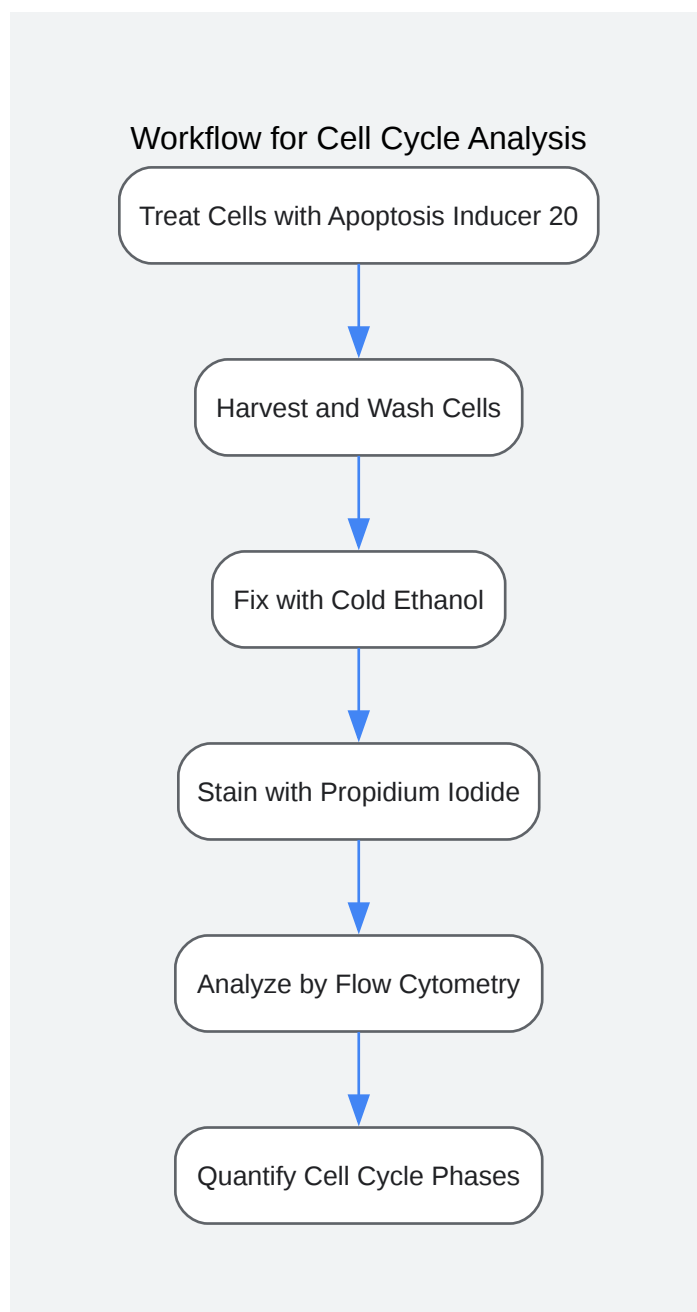 Workflow for Cell Cycle Analysis
Treat Cells with Apoptosis Inducer 20
Harvest and Wash Cells
Fix with Cold Ethanol
Stain with Propidium Iodide
Analyze by Flow Cytometry
Quantify Cell Cycle Phases